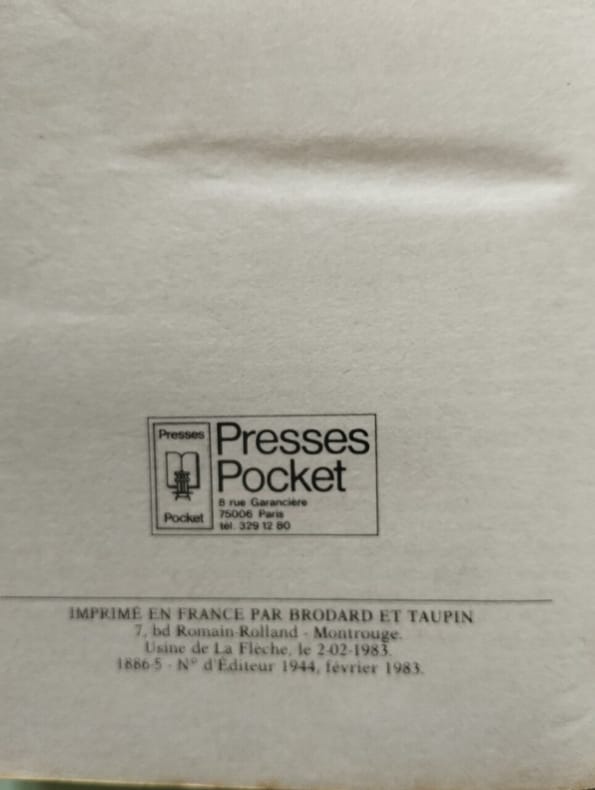 Presses
Pocket
Presses
Pocket
8 rue Garancière
75006 Paris
tél. 329 12 80
IMPRIMÉ EN FRANCE PAR BRODARD ET TAUPIN
7, bd Romain-Rolland - Montrouge.
Usine de La Flèche, le 2-02-1983.
1886-5 - N° d'Éditeur 1944, février 1983.